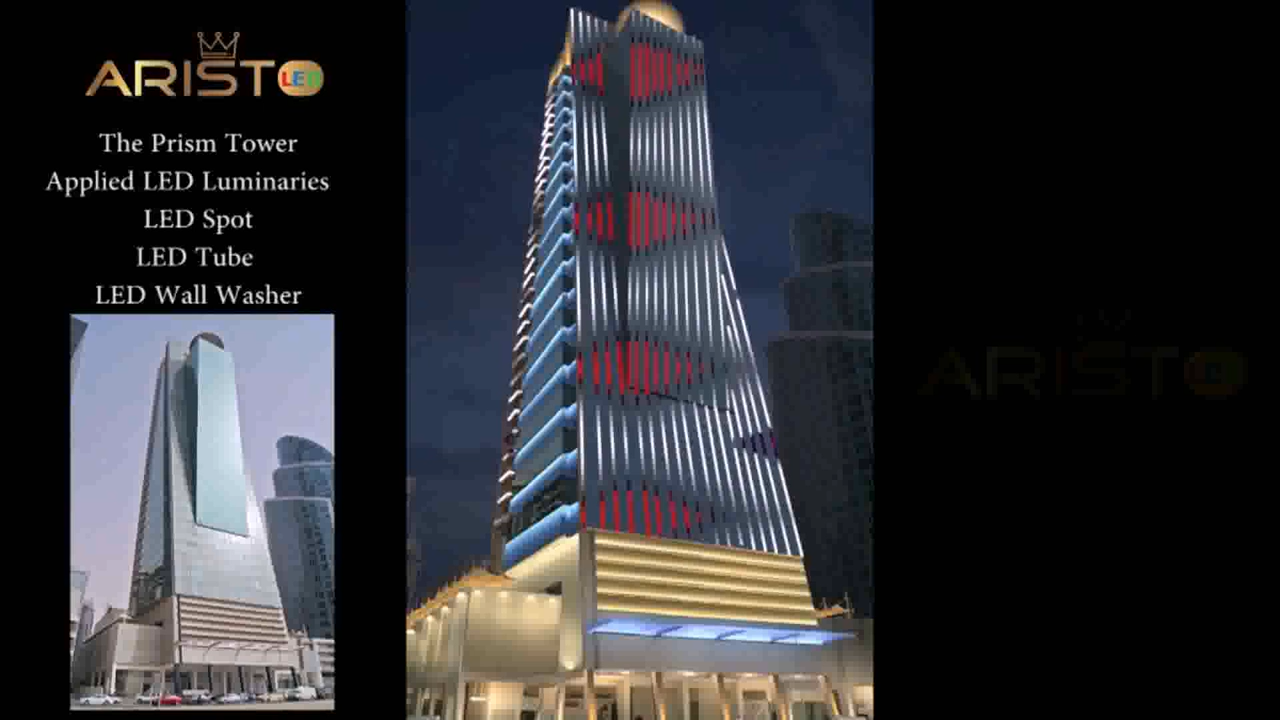 ARISTO
LED
The Prism Tower
Applied LED Luminaries
LED Spot
LED Tube
LED Wall Washer
ARISTO